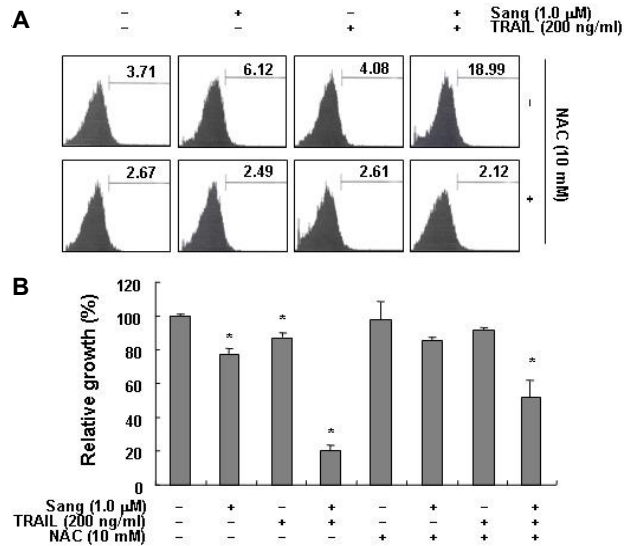 A
− + − + Sang (1.0 µM)
− − + + TRAIL (200 ng/ml)
3.71 6.12 4.08 18.99
−
2.67 2.49 2.61 2.12
+
NAC (10 mM)
B
Relative growth (%)
120
100
80
60
40
20
0
* * * *
Sang (1.0 µM) − + − + − + − +
TRAIL (200 ng/ml) − − + + − − + +
NAC (10 mM) − − − − + + + +